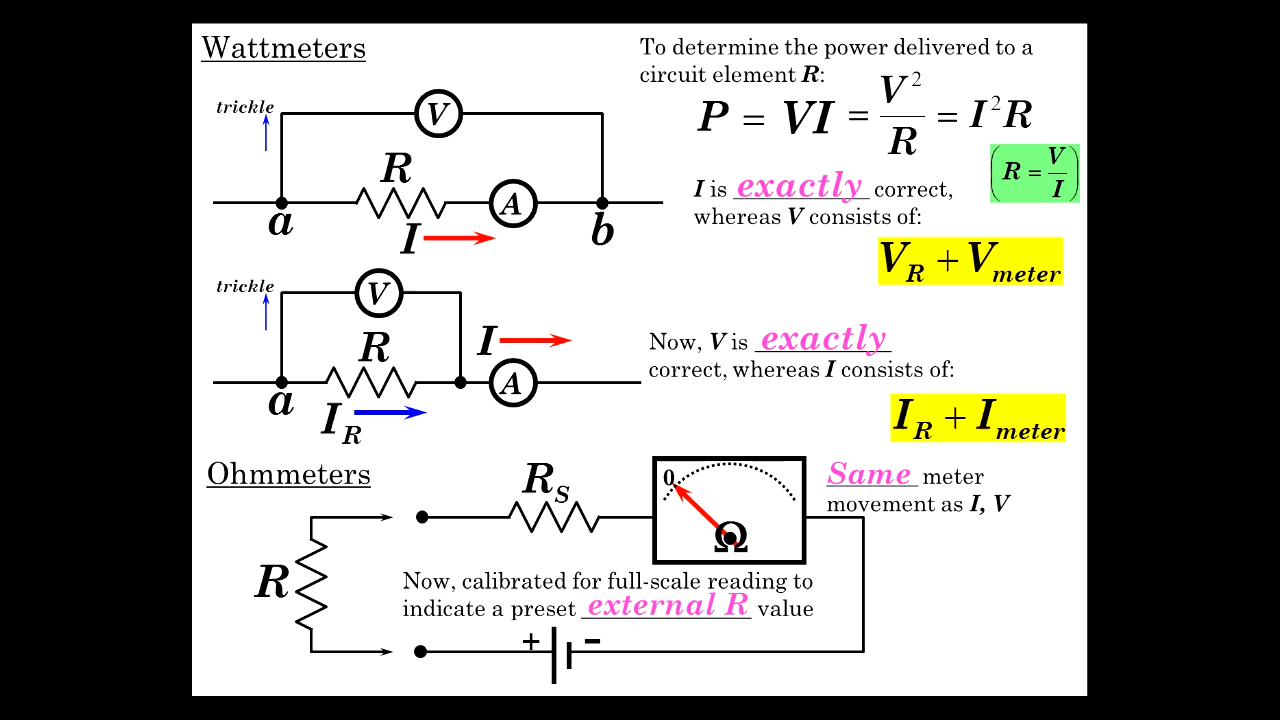 Wattmeters
To determine the power delivered to a
circuit element R:
P = VI = V² / R = I²R
(R = V / I)
trickle
V
R
A
a
I
b
I is exactly correct,
whereas V consists of:
V_R + V_meter
trickle
V
R
I
A
a
I_R
Now, V is exactly
correct, whereas I consists of:
I_R + I_meter
Ohmmeters
R_S
0
Ω
Same meter
movement as I, V
R
Now, calibrated for full-scale reading to
indicate a preset external R value
+ −